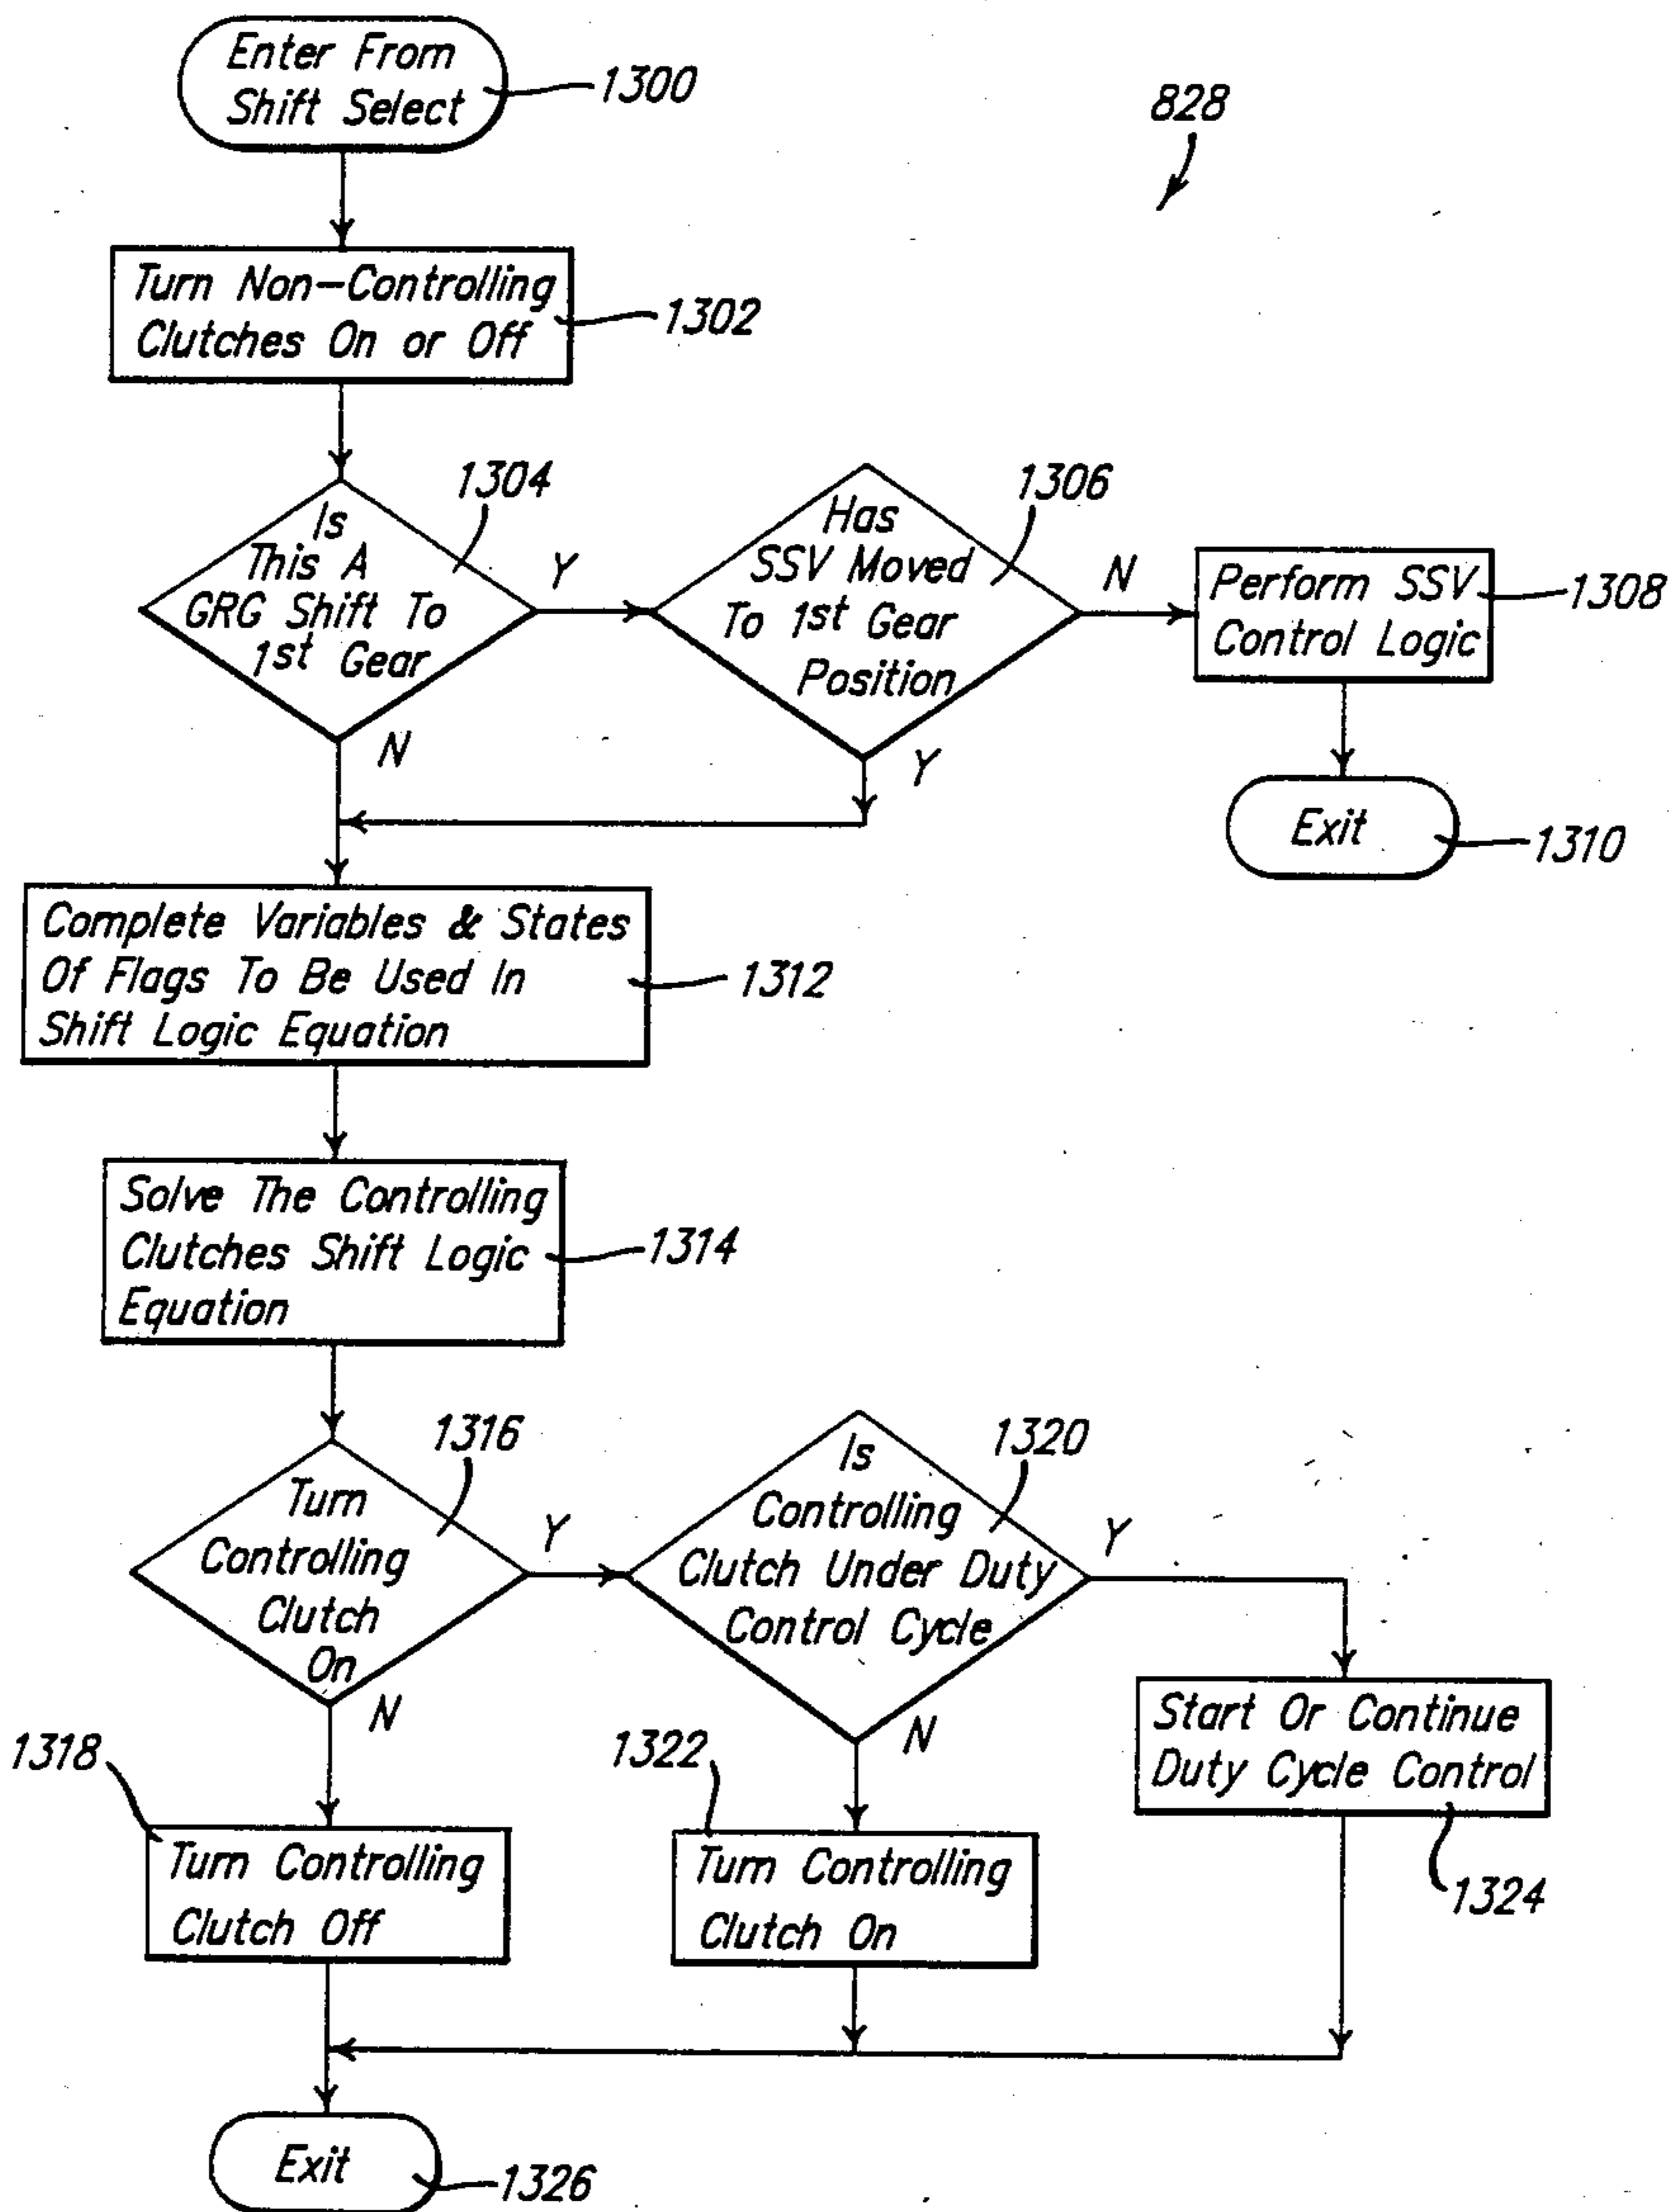 Enter From
Shift Select
1300
828
Turn Non-Controlling
Clutches On or Off
1302
1304
Is
This A
GRG Shift To
1st Gear
Y
N
1306
Has
SSV Moved
To 1st Gear
Position
N
Y
Perform SSV
Control Logic
1308
Exit
1310
Complete Variables & States
Of Flags To Be Used In
Shift Logic Equation
1312
Solve The Controlling
Clutches Shift Logic
Equation
1314
1316
Turn
Controlling
Clutch
On
Y
N
1320
Is
Controlling
Clutch Under Duty
Control Cycle
Y
N
1318
Turn Controlling
Clutch Off
1322
Turn Controlling
Clutch On
Start Or Continue
Duty Cycle Control
1324
Exit
1326